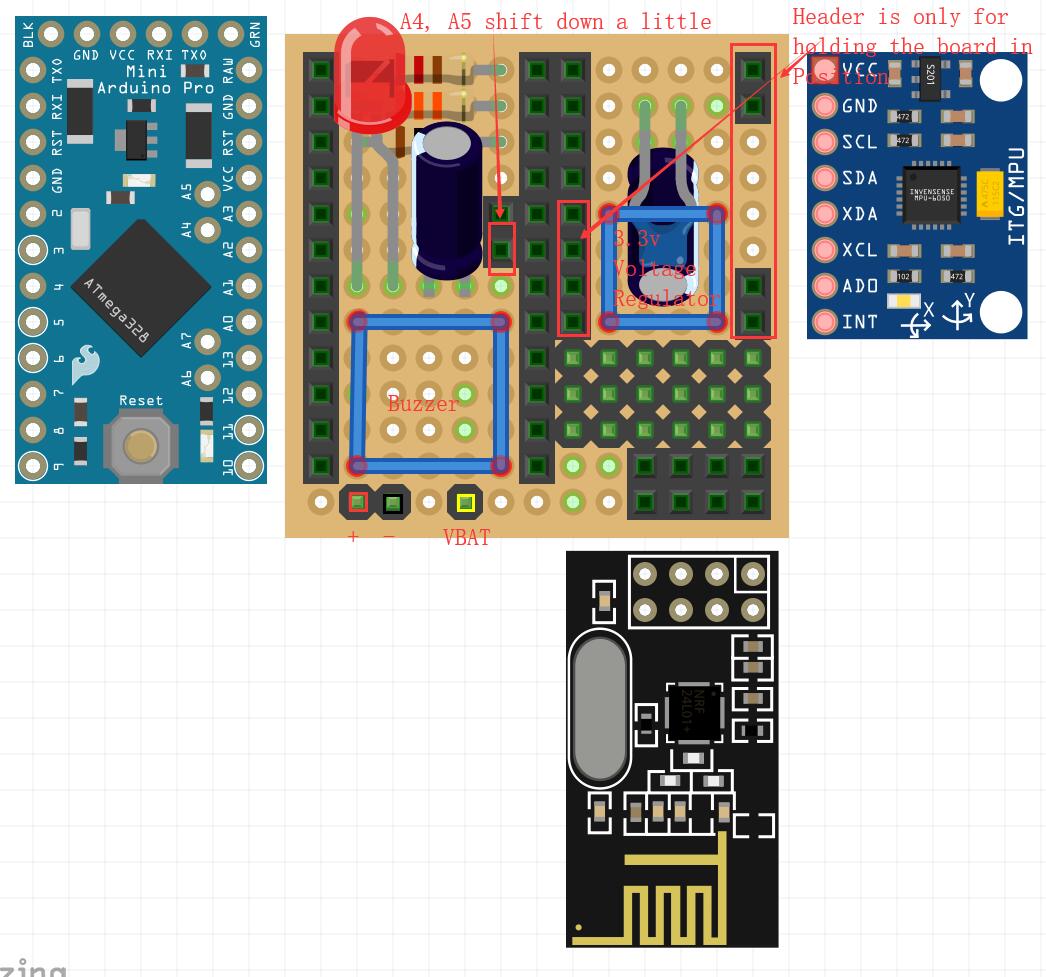 A4, A5 shift down a little
Header is only for
holding the board in
Position
BLK
GND VCC RXI TXO
GRN
Mini
Arduino Pro
TXO
RXI
RST
GND
2
3
4
5
6
7
8
9
RAW
GND
RST
VCC
A3
A2
A1
A0
13
12
11
10
A5
A4
A7
A6
ATmega328
Reset
3.3v
Voltage
Regulator
Buzzer
+ - VBAT
VCC
GND
SCL
SDA
XDA
XCL
ADO
INT
S201
472
472
INVENSENSE
MPU-6050
102
472
ITG/MPU
X
Y
NRF
24L01+
zing